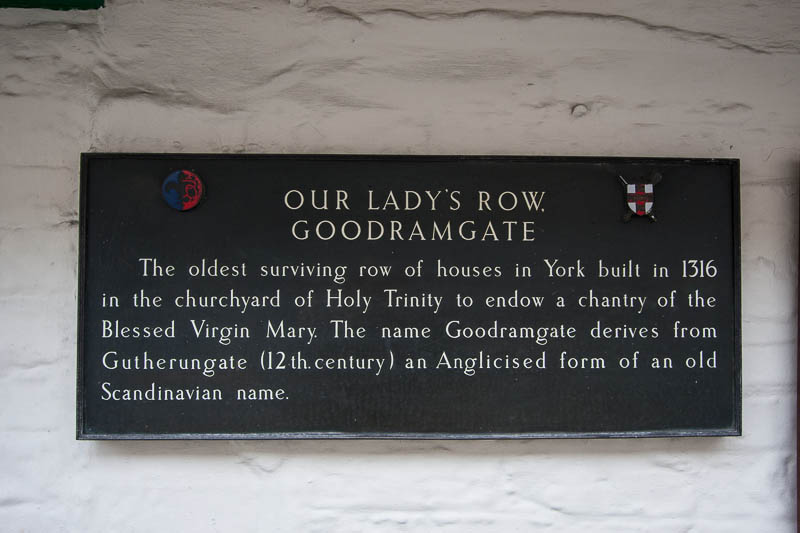 OUR LADY'S ROW,
GOODRAMGATE
The oldest surviving row of houses in York built in 1316
in the churchyard of Holy Trinity to endow a chantry of the
Blessed Virgin Mary. The name Goodramgate derives from
Gutherungate (12th. century) an Anglicised form of an old
Scandinavian name.